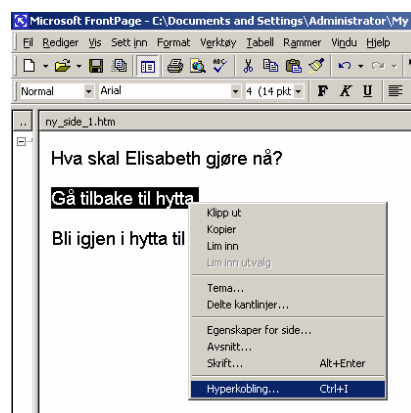 Microsoft FrontPage - C:\Documents and Settings\Administrator\My
Fil Rediger Vis Sett inn Format Verktøy Tabell Rammer Vindu Hjelp
Normal Arial 4 (14 pkt F K U
.. ny_side_1.htm
Hva skal Elisabeth gjøre nå?
Gå tilbake til hytta
Bli igjen i hytta til
Klipp ut
Kopier
Lim inn
Lim inn utvalg
Tema...
Delte kantlinjer...
Egenskaper for side...
Avsnitt...
Skrift... Alt+Enter
Hyperkobling... Ctrl+I